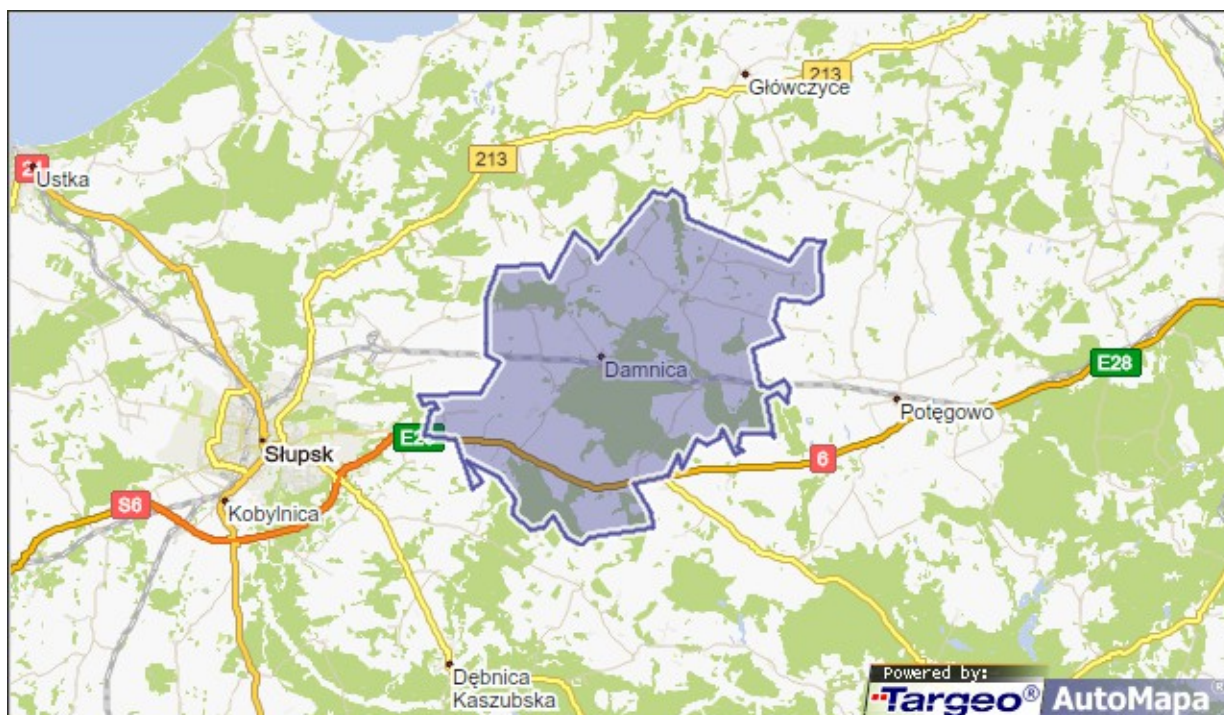 213
Główczyce
213
Ustka
E28
Damnica
Potęgowo
Słupsk
6
S6
Kobylnica
Dębnica
Kaszubska
Powered by:
Targeo® AutoMapa®